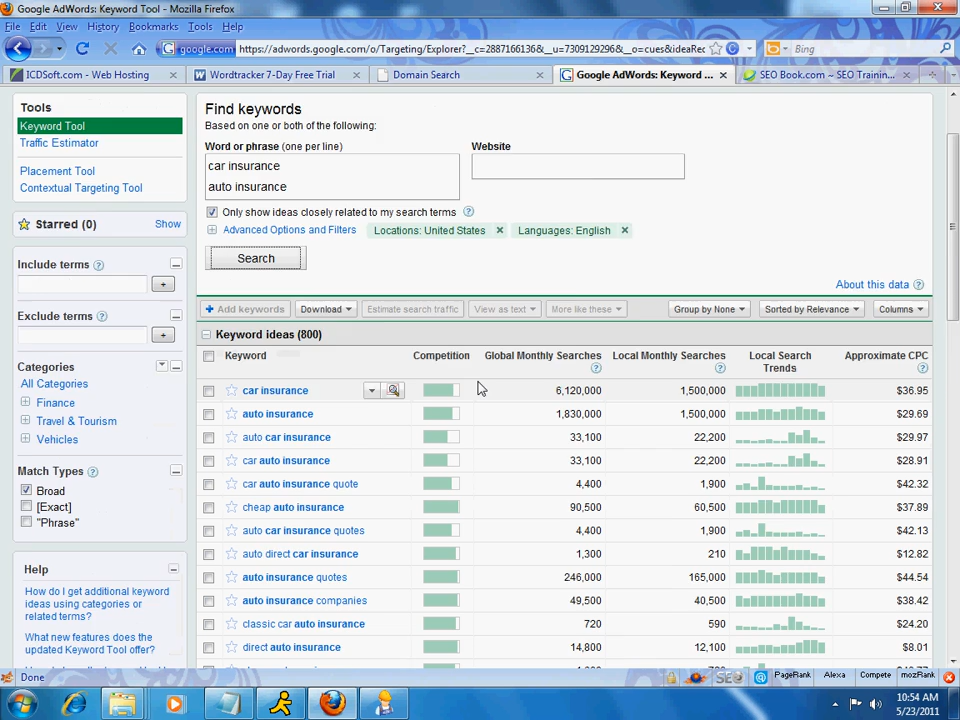 Google AdWords: Keyword Tool - Mozilla Firefox
File Edit View History Bookmarks Tools Help
google.com https://adwords.google.com/o/Targeting/Explorer?__c=2887166136&__u=7309129296&__o=cues&ideaRec
Bing
ICDSoft.com - Web Hosting
Wordtracker 7-Day Free Trial
Domain Search
Google AdWords: Keyword ...
SEO Book.com ~ SEO Trainin...
Tools
Keyword Tool
Traffic Estimator
Placement Tool
Contextual Targeting Tool
Starred (0) Show
Include terms
Exclude terms
Categories
All Categories
Finance
Travel & Tourism
Vehicles
Match Types
Broad
[Exact]
"Phrase"
Help
How do I get additional keyword
ideas using categories or
related terms?
What new features does the
updated Keyword Tool offer?
Find keywords
Based on one or both of the following:
Word or phrase (one per line) Website
car insurance
auto insurance
Only show ideas closely related to my search terms
Advanced Options and Filters Locations: United States × Languages: English ×
Search
About this data
+ Add keywords Download Estimate search traffic View as text More like these Group by None Sorted by Relevance Columns
Keyword ideas (800)
Keyword Competition Global Monthly Searches Local Monthly Searches Local Search Trends Approximate CPC
car insurance 6,120,000 1,500,000 $36.95
auto insurance 1,830,000 1,500,000 $29.69
auto car insurance 33,100 22,200 $29.97
car auto insurance 33,100 22,200 $28.91
car auto insurance quote 4,400 1,900 $42.32
cheap auto insurance 90,500 60,500 $37.89
auto car insurance quotes 4,400 1,900 $42.13
auto direct car insurance 1,300 210 $12.82
auto insurance quotes 246,000 165,000 $44.54
auto insurance companies 49,500 40,500 $38.42
classic car auto insurance 720 590 $24.20
direct auto insurance 14,800 12,100 $8.01
Done
SEO
PageRank Alexa Compete mozRank
10:54 AM
5/23/2011